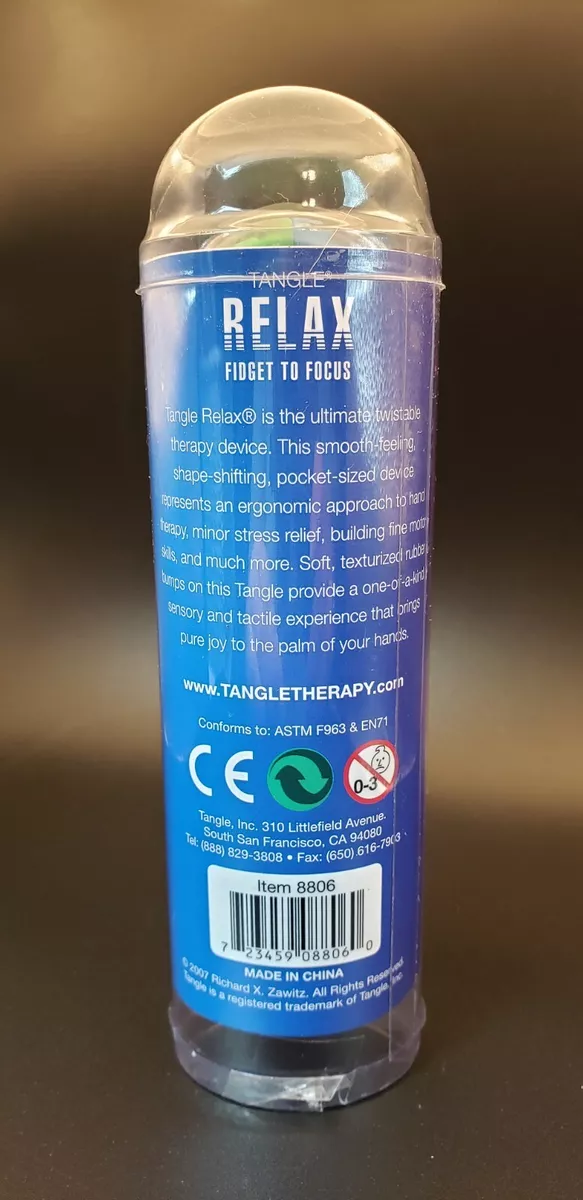 TANGLE®
RELAX
FIDGET TO FOCUS
Tangle Relax® is the ultimate twistable
therapy device. This smooth-feeling,
shape-shifting, pocket-sized device
represents an ergonomic approach to hand
therapy, minor stress relief, building fine motor
skills, and much more. Soft, texturized rubber
bumps on this Tangle provide a one-of-a-kind
sensory and tactile experience that brings
pure joy to the palm of your hands.
www.TANGLETHERAPY.com
Conforms to: ASTM F963 & EN71
CE
0-3
Tangle, Inc. 310 Littlefield Avenue.
South San Francisco, CA 94080
Tel: (888) 829-3808 • Fax: (650) 616-7903
Item 8806
7 23459 08806 0
MADE IN CHINA
© 2007 Richard X. Zawitz. All Rights Reserved.
Tangle is a registered trademark of Tangle, Inc.